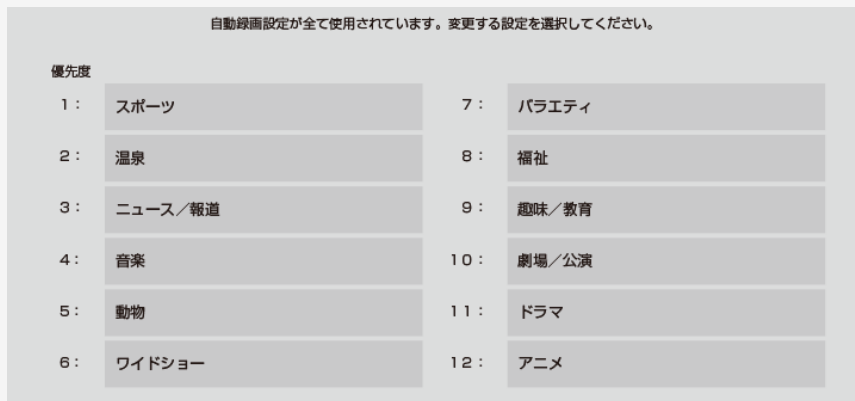 自動録画設定が全て使用されています。変更する設定を選択してください。
優先度
1： スポーツ
2： 温泉
3： ニュース／報道
4： 音楽
5： 動物
6： ワイドショー
7： バラエティ
8： 福祉
9： 趣味／教育
10： 劇場／公演
11： ドラマ
12： アニメ